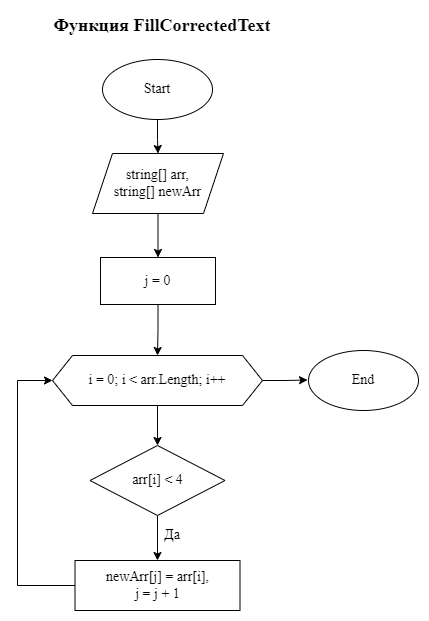 Функция FillCorrectedText
Start
string[] arr,
string[] newArr
j = 0
i = 0; i < arr.Length; i++
End
arr[i] < 4
Да
newArr[j] = arr[i],
j = j + 1